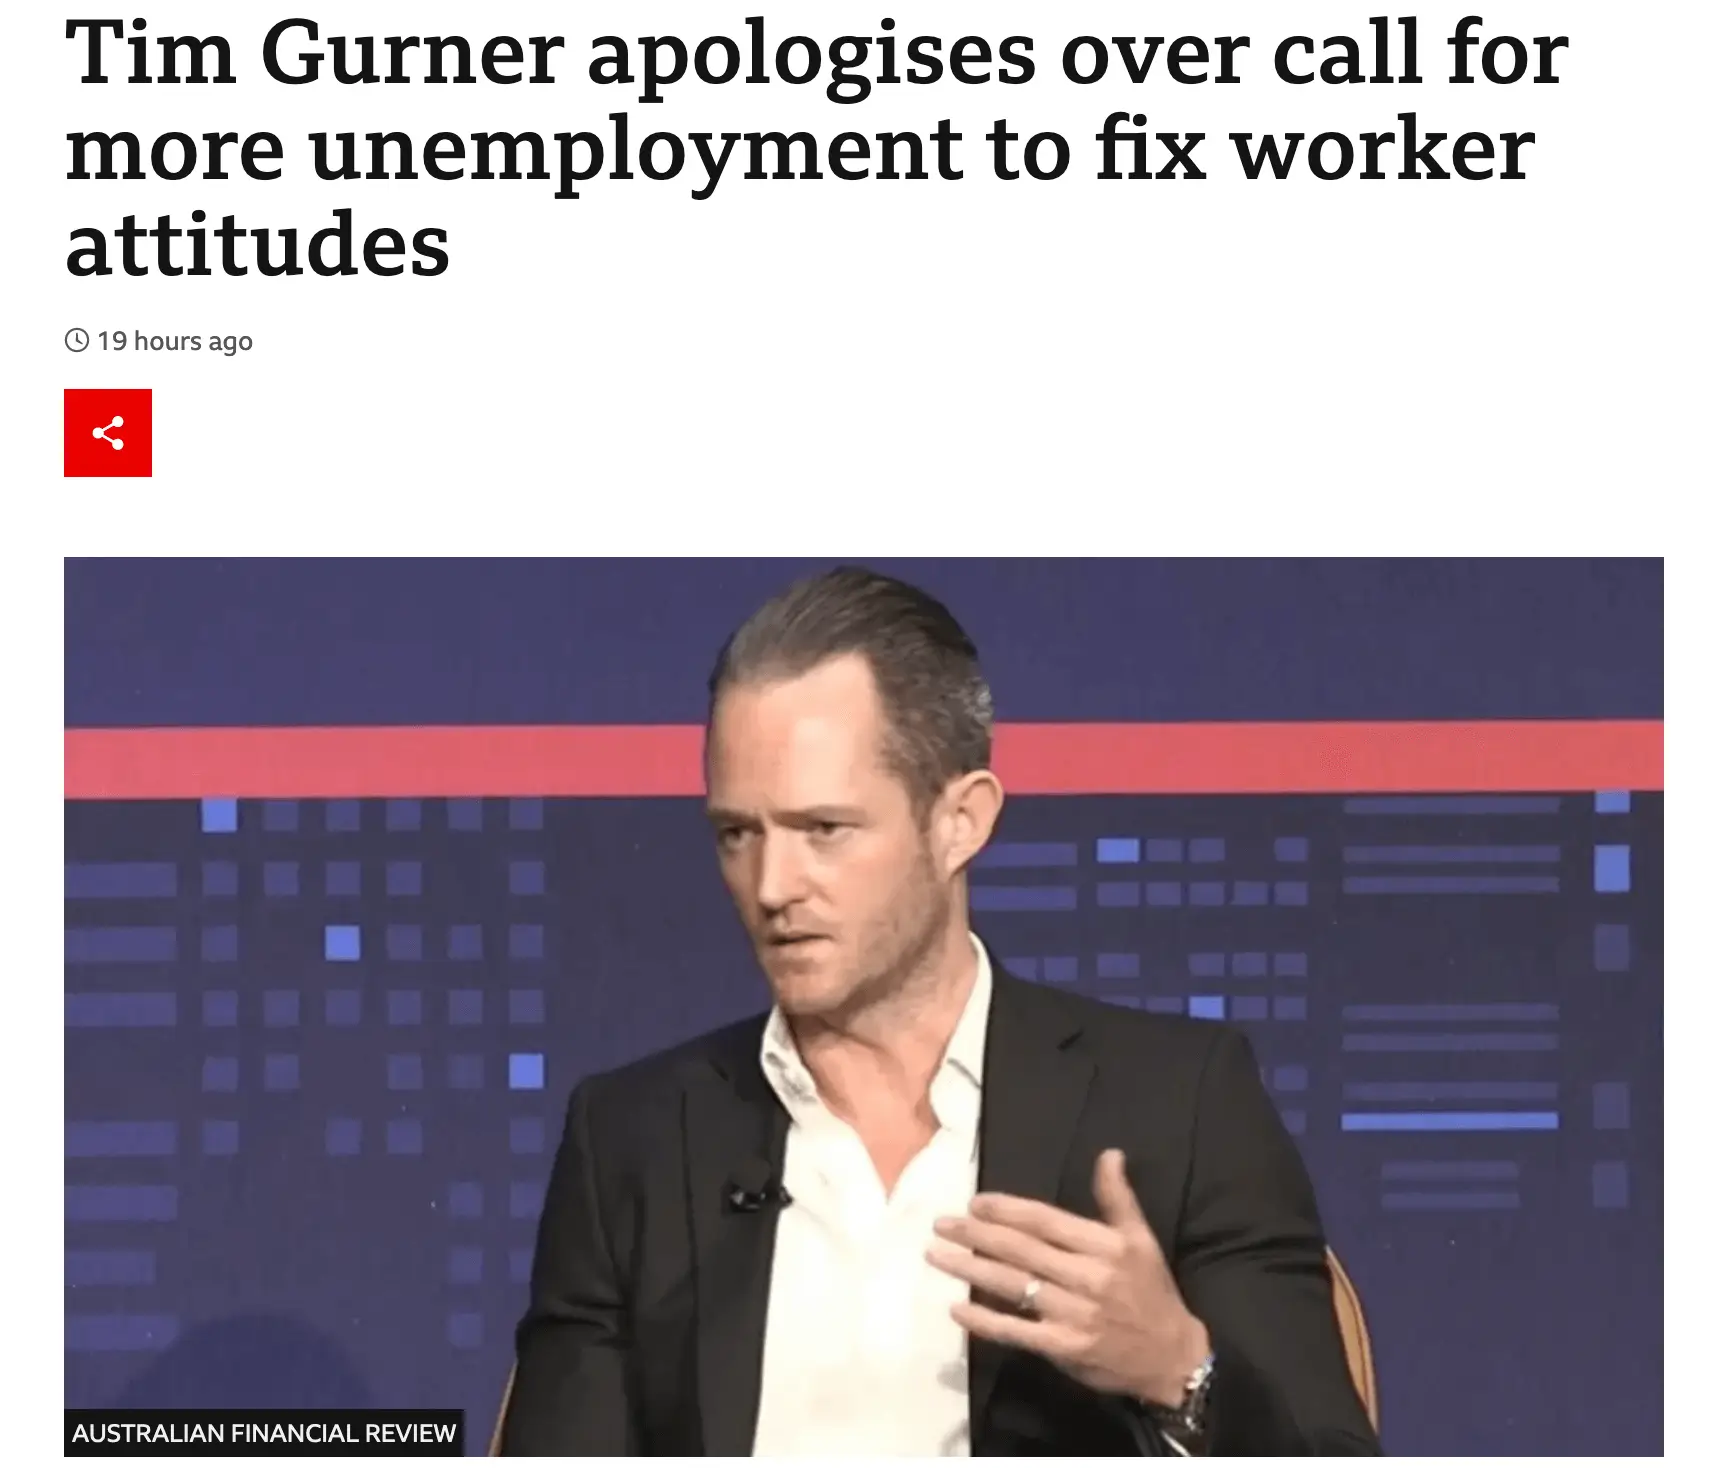 Tim Gurner apologises over call for
more unemployment to fix worker
attitudes
19 hours ago
AUSTRALIAN FINANCIAL REVIEW